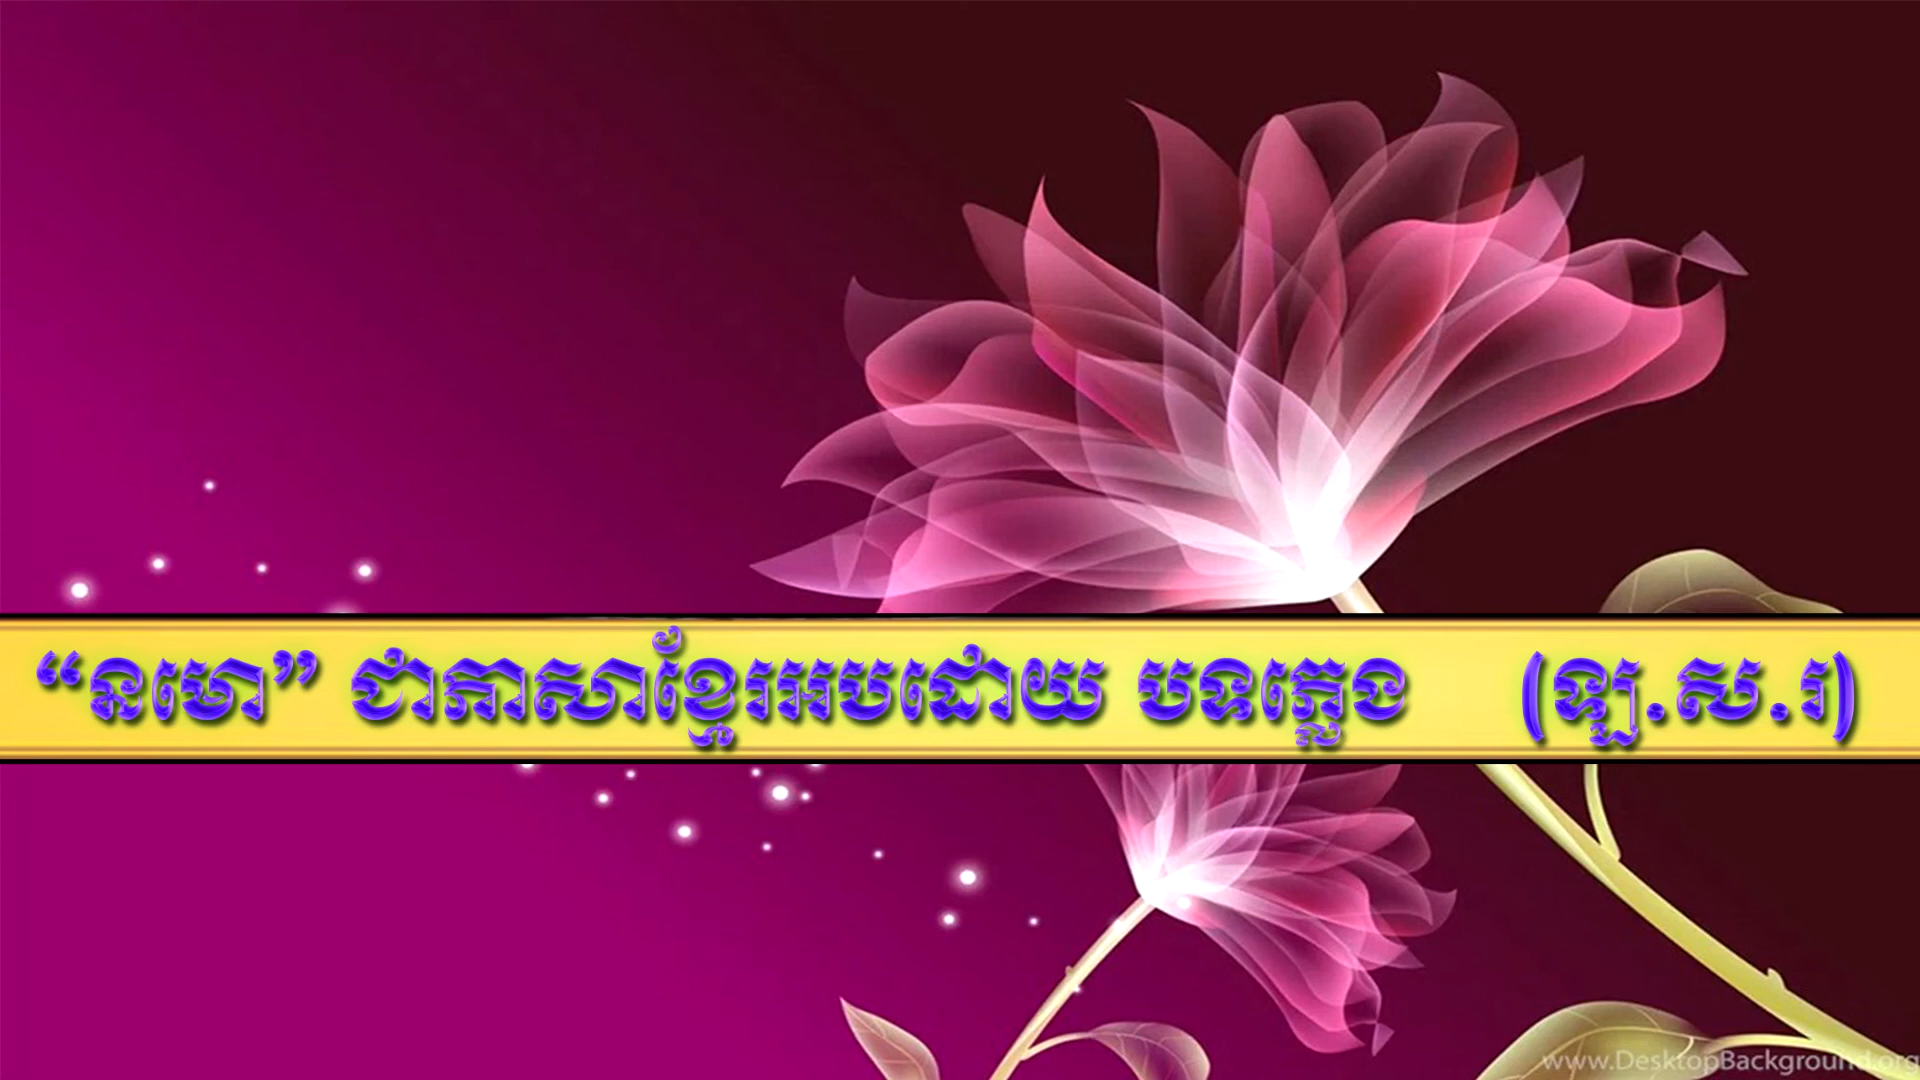 “នមោ” ជាភាសាខ្មែរអមដោយ បទភ្លេង (ឡ.ស.រ)
www.DesktopBackground.org